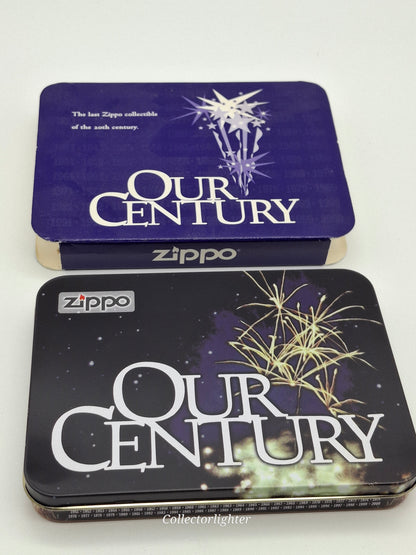 The last Zippo collectible
of the 20th century.
OUR
CENTURY
zippo
zippo
OUR
CENTURY
Collectorlighter